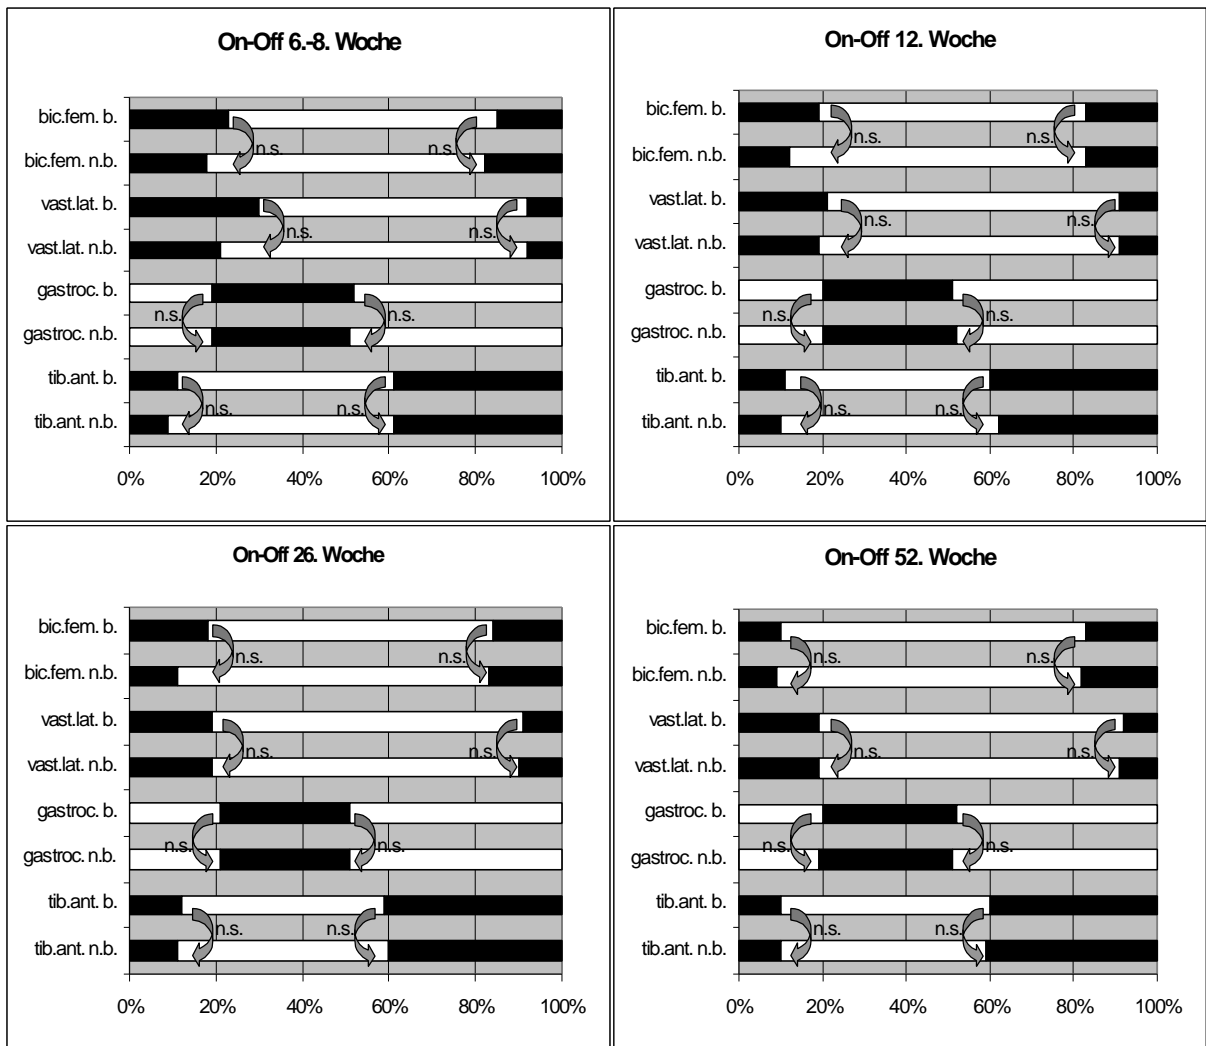 On-Off 6.-8. Woche
bic.fem. b.
n.s. n.s.
bic.fem. n.b.
vast.lat. b.
n.s. n.s.
vast.lat. n.b.
gastroc. b.
n.s. n.s.
gastroc. n.b.
tib.ant. b.
n.s. n.s.
tib.ant. n.b.
0% 20% 40% 60% 80% 100%
On-Off 12. Woche
bic.fem. b.
n.s. n.s.
bic.fem. n.b.
vast.lat. b.
n.s. n.s.
vast.lat. n.b.
gastroc. b.
n.s. n.s.
gastroc. n.b.
tib.ant. b.
n.s. n.s.
tib.ant. n.b.
0% 20% 40% 60% 80% 100%
On-Off 26. Woche
bic.fem. b.
n.s. n.s.
bic.fem. n.b.
vast.lat. b.
n.s. n.s.
vast.lat. n.b.
gastroc. b.
n.s. n.s.
gastroc. n.b.
tib.ant. b.
n.s. n.s.
tib.ant. n.b.
0% 20% 40% 60% 80% 100%
On-Off 52. Woche
bic.fem. b.
n.s. n.s.
bic.fem. n.b.
vast.lat. b.
n.s. n.s.
vast.lat. n.b.
gastroc. b.
n.s. n.s.
gastroc. n.b.
tib.ant. b.
n.s. n.s.
tib.ant. n.b.
0% 20% 40% 60% 80% 100%